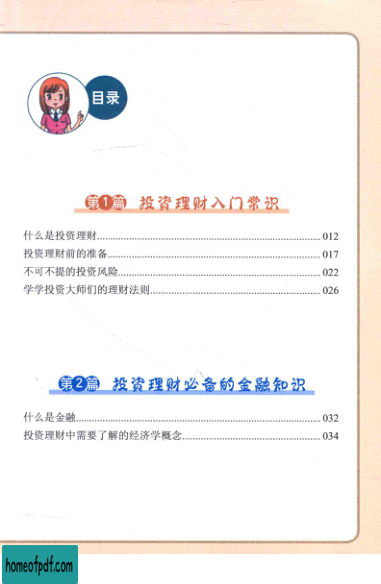 目录
第1篇 投资理财入门常识
什么是投资理财........................ 012
投资理财前的准备........................ 017
不可不提的投资风险........................ 022
学学投资大师们的理财法则........................ 026
第2篇 投资理财必备的金融知识
什么是金融........................ 032
投资理财中需要了解的经济学概念........................ 034
homeofpdf.com